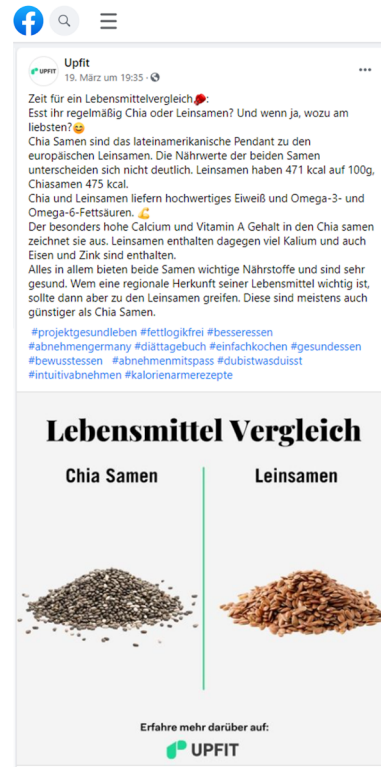 Upfit
UPFIT
19. März um 19:35 ·
Zeit für ein Lebensmittelvergleich🌹:
Esst ihr regelmäßig Chia oder Leinsamen? Und wenn ja, wozu am
liebsten?😊
Chia Samen sind das lateinamerikanische Pendant zu den
europäischen Leinsamen. Die Nährwerte der beiden Samen
unterscheiden sich nicht deutlich. Leinsamen haben 471 kcal auf 100g,
Chiasamen 475 kcal.
Chia und Leinsamen liefern hochwertiges Eiweiß und Omega-3- und
Omega-6-Fettsäuren. 💪
Der besonders hohe Calcium und Vitamin A Gehalt in den Chia samen
zeichnet sie aus. Leinsamen enthalten dagegen viel Kalium und auch
Eisen und Zink sind enthalten.
Alles in allem bieten beide Samen wichtige Nährstoffe und sind sehr
gesund. Wem eine regionale Herkunft seiner Lebensmittel wichtig ist,
sollte dann aber zu den Leinsamen greifen. Diese sind meistens auch
günstiger als Chia Samen.
#projektgesundleben #fettlogikfrei #besseressen
#abnehmengermany #diättagebuch #einfachkochen #gesundessen
#bewusstessen #abnehmenmitspass #dubistwasduisst
#intuitivabnehmen #kalorienarmerezepte
Lebensmittel Vergleich
Chia Samen
Leinsamen
Erfahre mehr darüber auf:
UPFIT